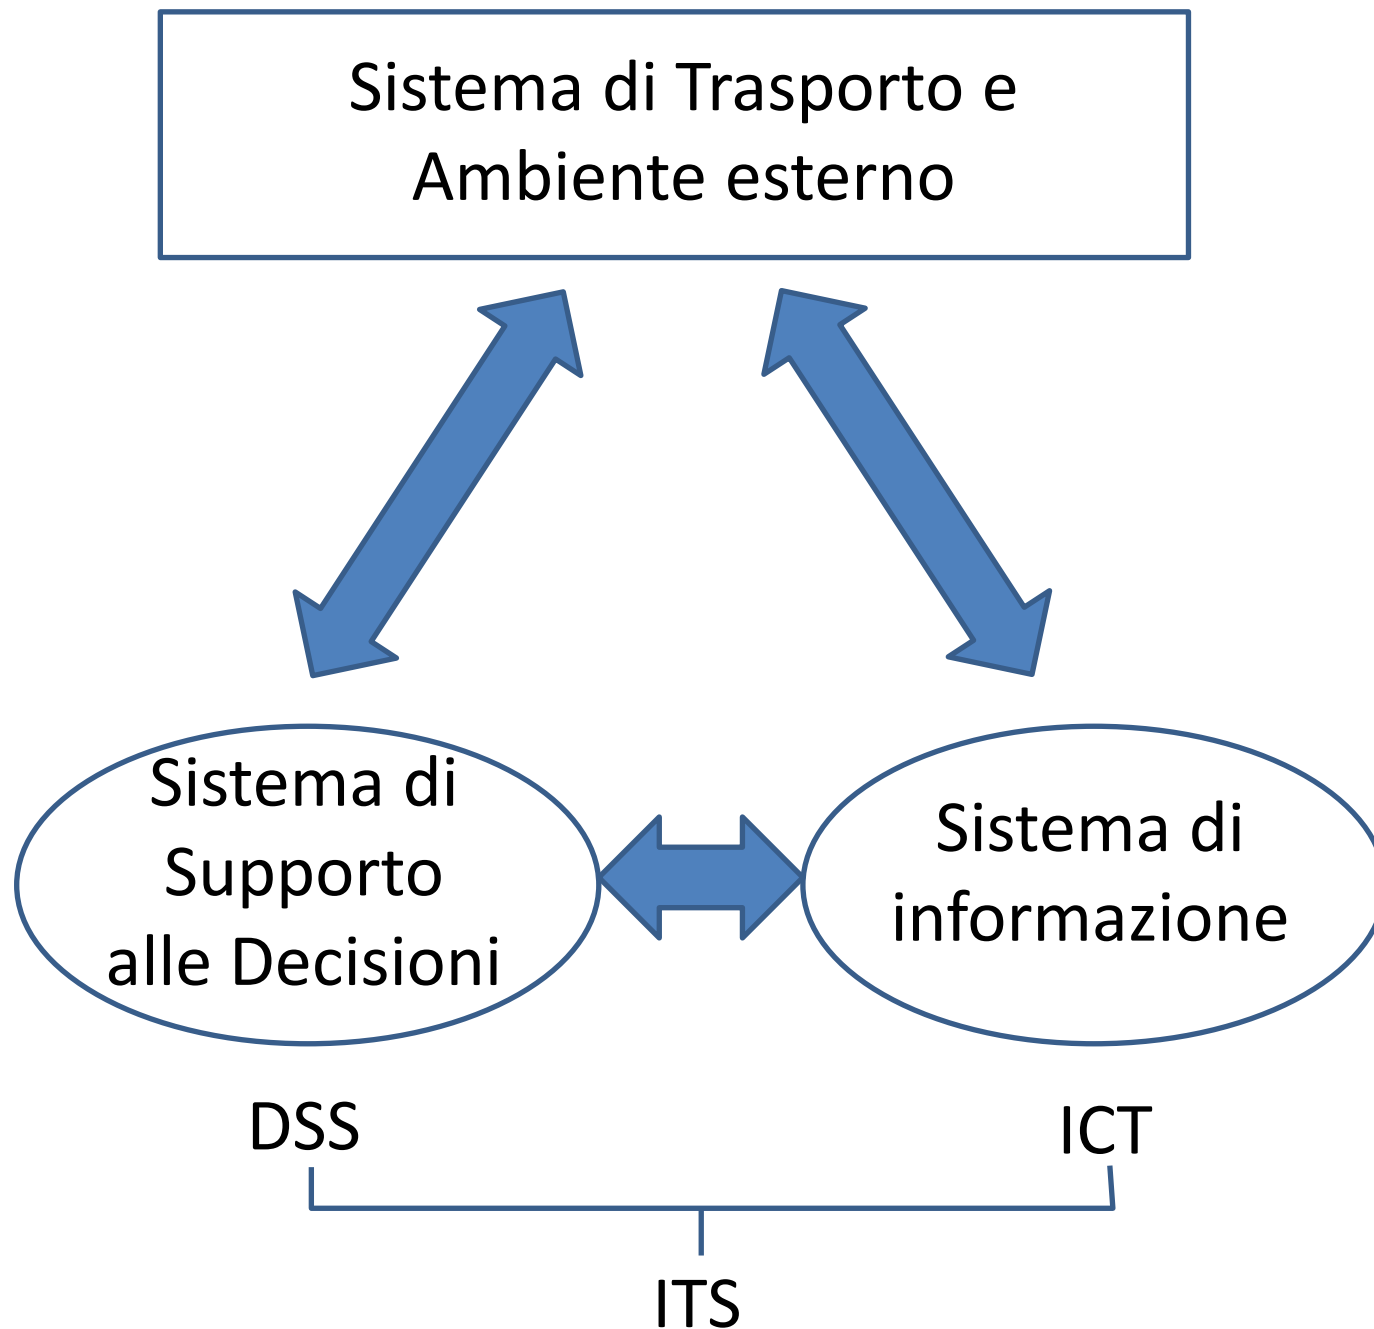 Sistema di Trasporto e
Ambiente esterno
Sistema di
Supporto
alle Decisioni
Sistema di
informazione
DSS
ICT
ITS